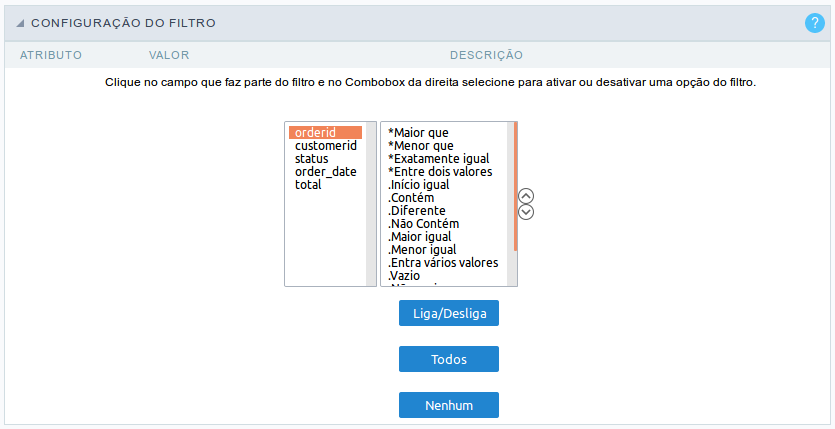 CONFIGURAÇÃO DO FILTRO
?
ATRIBUTO VALOR DESCRIÇÃO
Clique no campo que faz parte do filtro e no Combobox da direita selecione para ativar ou desativar uma opção do filtro.
orderid
customerid
status
order_date
total
*Maior que
*Menor que
*Exatamente igual
*Entre dois valores
.Início igual
.Contém
.Diferente
.Não Contém
.Maior igual
.Menor igual
.Entra vários valores
.Vazio
Liga/Desliga
Todos
Nenhum